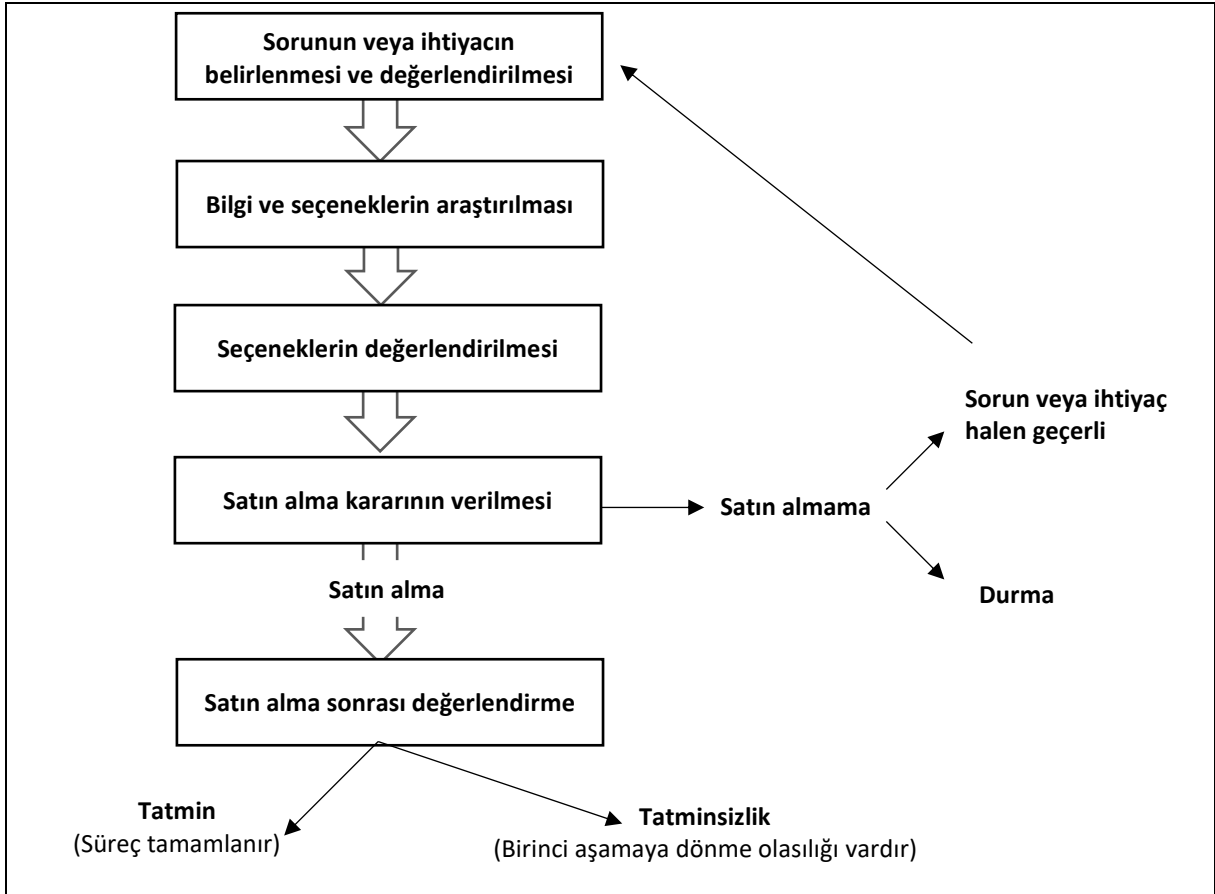 Sorunun veya ihtiyacın
belirlenmesi ve değerlendirilmesi
Bilgi ve seçeneklerin araştırılması
Seçeneklerin değerlendirilmesi
Sorun veya ihtiyaç
halen geçerli
Satın alma kararının verilmesi
Satın almama
Satın alma
Durma
Satın alma sonrası değerlendirme
Tatmin
(Süreç tamamlanır)
Tatminsizlik
(Birinci aşamaya dönme olasılığı vardır)